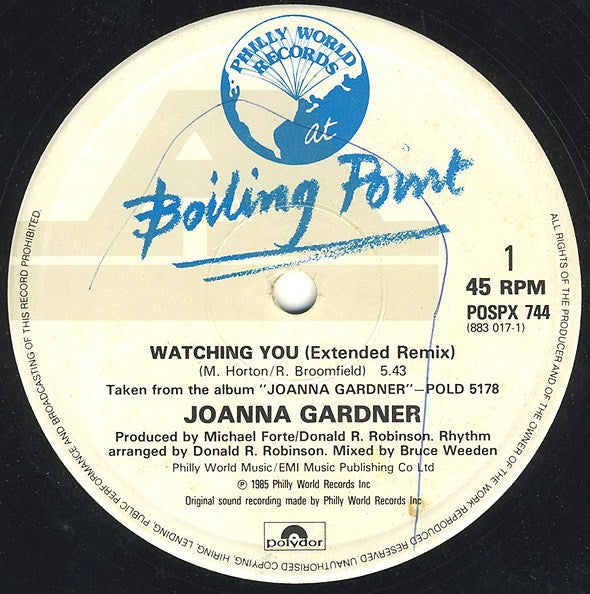 PHILLY WORLD
RECORDS
at
Boiling Point
1
45 RPM
POSPX 744
(883 017-1)
WATCHING YOU (Extended Remix)
(M. Horton/R. Broomfield) 5.43
Taken from the album "JOANNA GARDNER"—POLD 5178
JOANNA GARDNER
Produced by Michael Forte/Donald R. Robinson. Rhythm
arranged by Donald R. Robinson. Mixed by Bruce Weeden
Philly World Music/EMI Music Publishing Co Ltd
℗ 1985 Philly World Records Inc
Original sound recording made by Philly World Records Inc
polydor
ALL RIGHTS OF THE PRODUCER AND OF THE OWNER OF THE WORK REPRODUCED RESERVED. UNAUTHORISED COPYING, HIRING, LENDING, PUBLIC PERFORMANCE AND BROADCASTING OF THIS RECORD PROHIBITED.